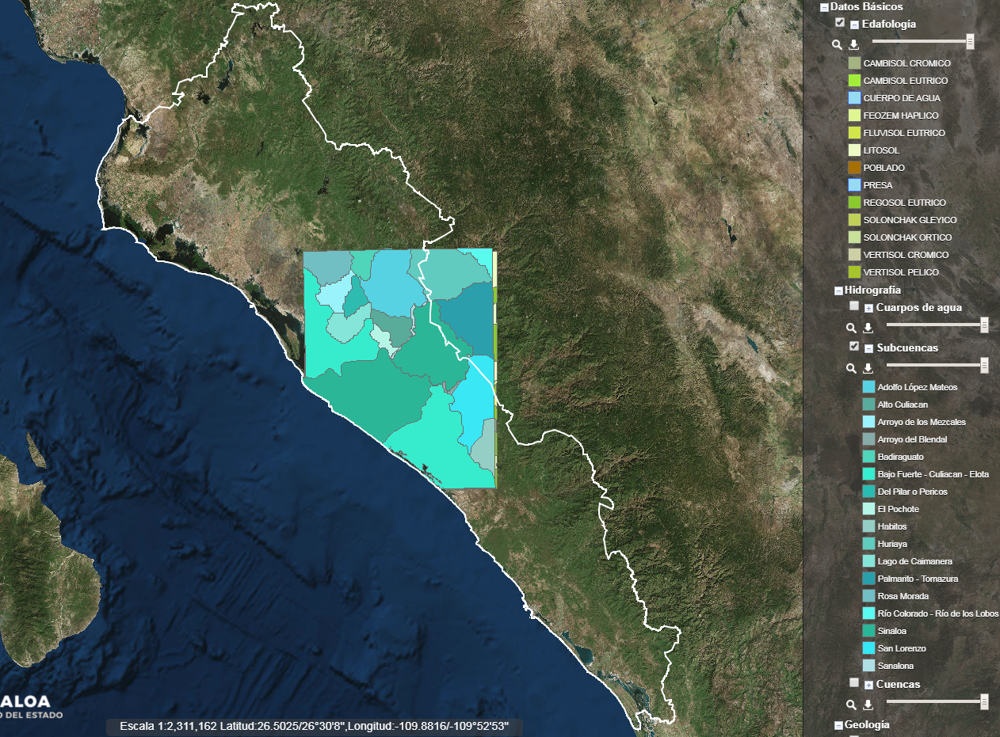 Datos Básicos
Edafología
CAMBISOL CROMICO
CAMBISOL EUTRICO
CUERPO DE AGUA
FEOZEM HAPLICO
FLUVISOL EUTRICO
LITOSOL
POBLADO
PRESA
REGOSOL EUTRICO
SOLONCHAK GLEYICO
SOLONCHAK ORTICO
VERTISOL CROMICO
VERTISOL PELICO
Hidrografía
Cuarpos de agua
Subcuencas
Adolfo López Mateos
Alto Culiacan
Arroyo de los Mezcales
Arroyo del Blendal
Badiraguato
Bajo Fuerte - Culiacan - Elota
Del Pilar o Pericos
El Pochote
Habitos
Huriaya
Lago de Caimanera
Palmarito - Tomazura
Rosa Morada
Río Colorado - Río de los Lobos
Sinaloa
San Lorenzo
Sanalona
Cuencas
Geología
ALOA
O DEL ESTADO
Escala 1:2,311,162 Latitud:26.5025/26°30'8",Longitud:-109.8816/-109°52'53"